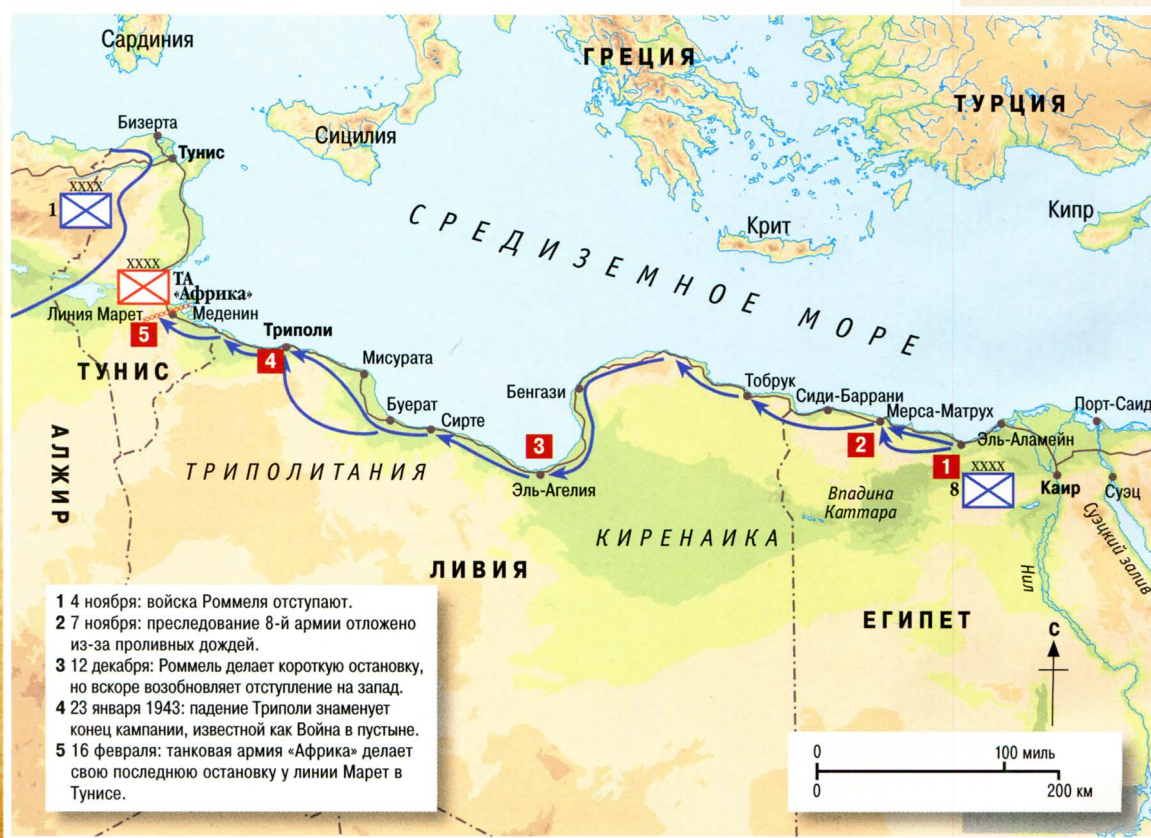 Сардиния
ГРЕЦИЯ
ТУРЦИЯ
Бизерта
Сицилия
Тунис
XXXX
1
СРЕДИЗЕМНОЕ МОРЕ
Крит
Кипр
XXXX
ТА
«Африка»
Линия Марет
Меденин
5
Триполи
4
ТУНИС
Мисурата
Бенгази
Тобрук
Сиди-Баррани
Мерса-Матрух
Порт-Саид
Буерат
Сирте
3
2
1
Эль-Аламейн
АЛЖИР
ТРИПОЛИТАНИЯ
Эль-Агелия
XXXX
8
Впадина
Каттара
Каир
Суэц
КИРЕНАИКА
Суэцкий залив
ЛИВИЯ
Нил
ЕГИПЕТ
С
1 4 ноября: войска Роммеля отступают.
2 7 ноября: преследование 8-й армии отложено
из-за проливных дождей.
3 12 декабря: Роммель делает короткую остановку,
но вскоре возобновляет отступление на запад.
4 23 января 1943: падение Триполи знаменует
конец кампании, известной как Война в пустыне.
5 16 февраля: танковая армия «Африка» делает
свою последнюю остановку у линии Марет в
Тунисе.
0 100 миль
0 200 км